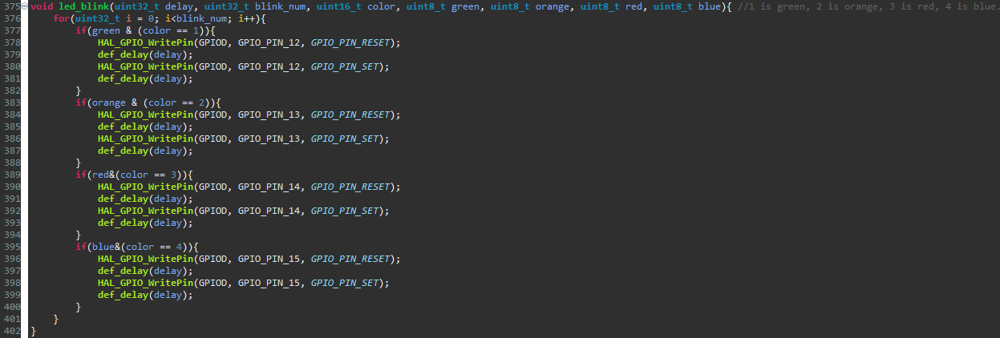 375 void led_blink(uint32_t delay, uint32_t blink_num, uint16_t color, uint8_t green, uint8_t orange, uint8_t red, uint8_t blue){ //1 is green, 2 is orange, 3 is red, 4 is blue.
376     for(uint32_t i = 0; i<blink_num; i++){
377         if(green & (color == 1)){
378             HAL_GPIO_WritePin(GPIOD, GPIO_PIN_12, GPIO_PIN_RESET);
379             def_delay(delay);
380             HAL_GPIO_WritePin(GPIOD, GPIO_PIN_12, GPIO_PIN_SET);
381             def_delay(delay);
382         }
383         if(orange & (color == 2)){
384             HAL_GPIO_WritePin(GPIOD, GPIO_PIN_13, GPIO_PIN_RESET);
385             def_delay(delay);
386             HAL_GPIO_WritePin(GPIOD, GPIO_PIN_13, GPIO_PIN_SET);
387             def_delay(delay);
388         }
389         if(red&(color == 3)){
390             HAL_GPIO_WritePin(GPIOD, GPIO_PIN_14, GPIO_PIN_RESET);
391             def_delay(delay);
392             HAL_GPIO_WritePin(GPIOD, GPIO_PIN_14, GPIO_PIN_SET);
393             def_delay(delay);
394         }
395         if(blue&(color == 4)){
396             HAL_GPIO_WritePin(GPIOD, GPIO_PIN_15, GPIO_PIN_RESET);
397             def_delay(delay);
398             HAL_GPIO_WritePin(GPIOD, GPIO_PIN_15, GPIO_PIN_SET);
399             def_delay(delay);
400         }
401     }
402 }